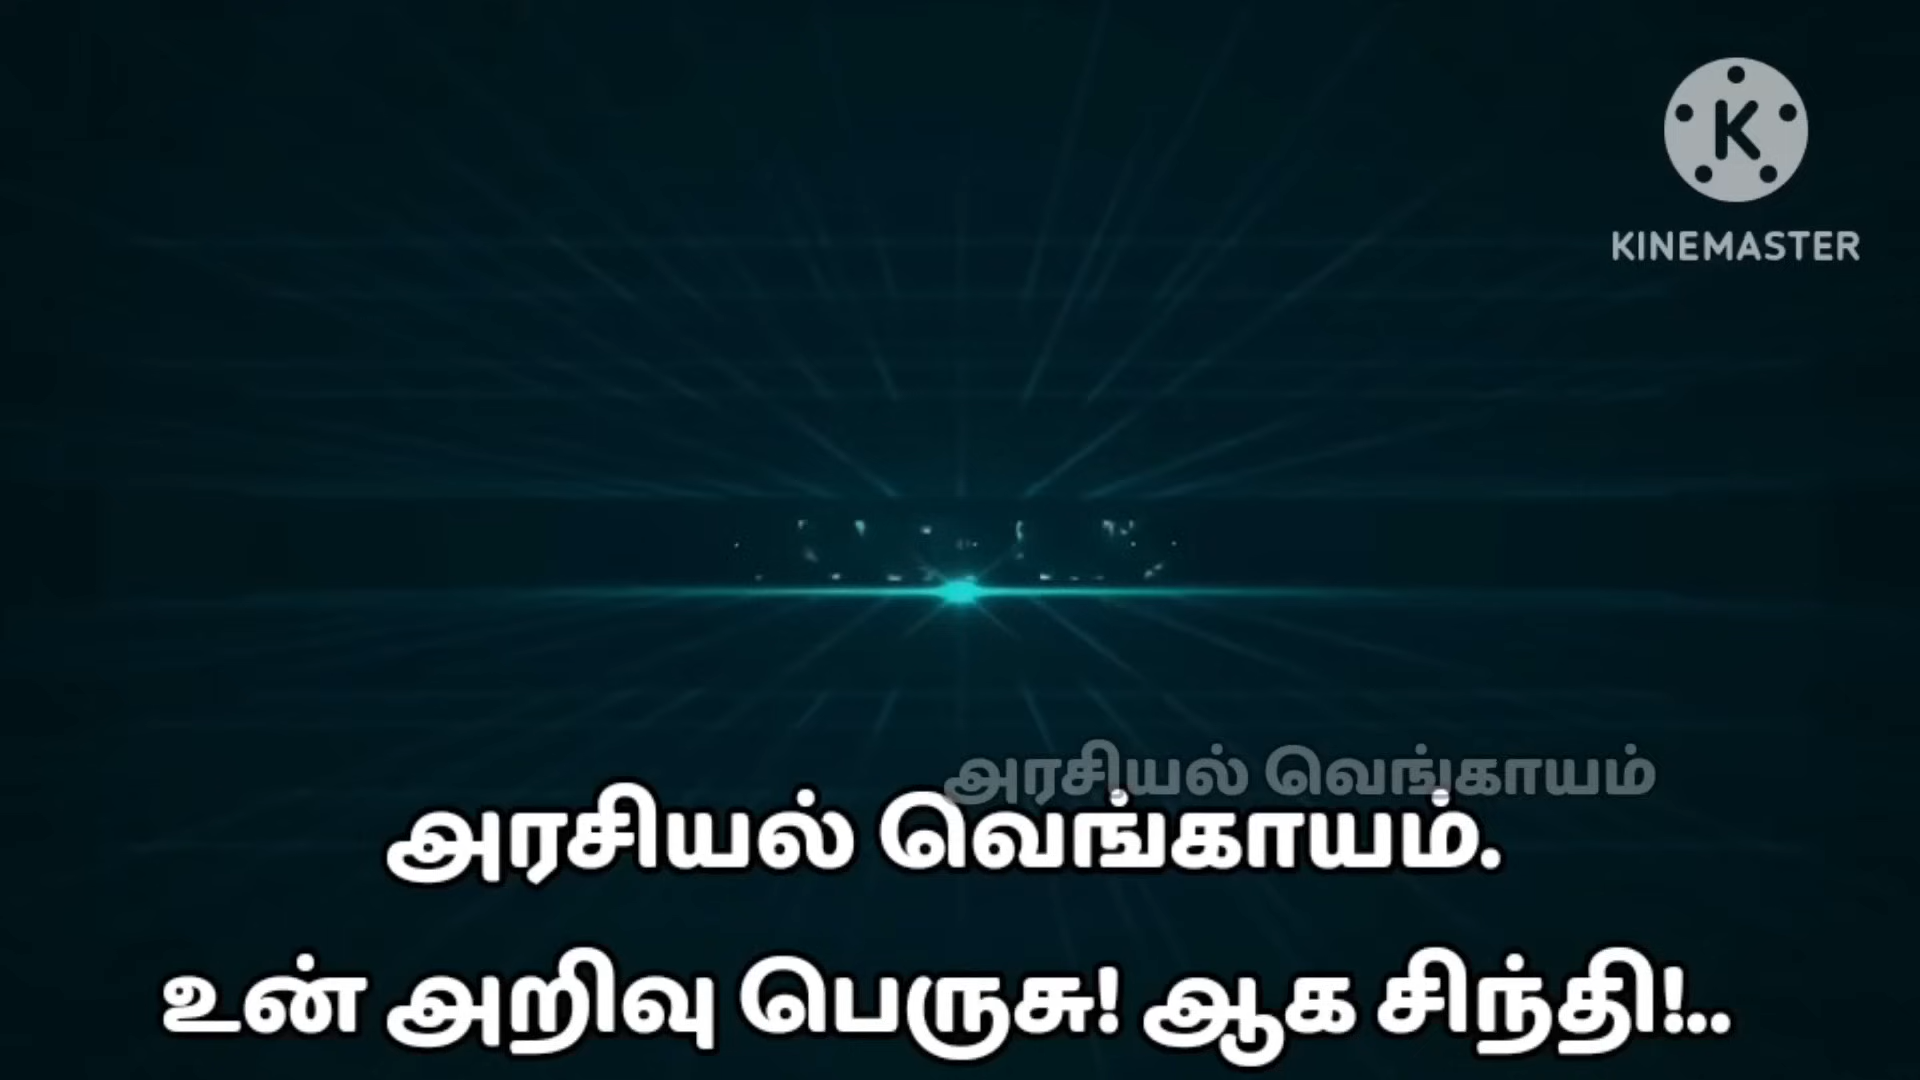 K
KINEMASTER
அரசியல் வெங்காயம்
அரசியல் வெங்காயம்.
உன் அறிவு பெருசு! ஆக சிந்தி!..